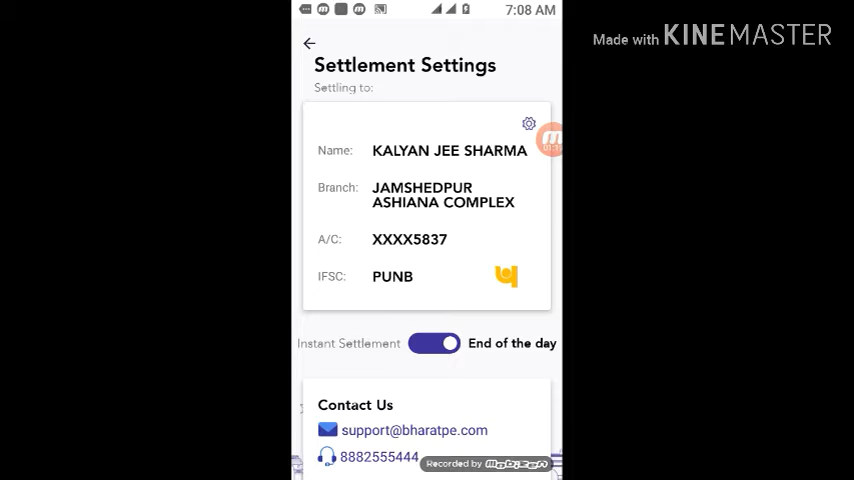 7:08 AM
Made with KINEMASTER
Settlement Settings
Settling to:
Name: KALYAN JEE SHARMA
Branch: JAMSHEDPUR
ASHIANA COMPLEX
A/C: XXXX5837
IFSC: PUNB
Instant Settlement End of the day
Contact Us
support@bharatpe.com
8882555444
Recorded by mobizen